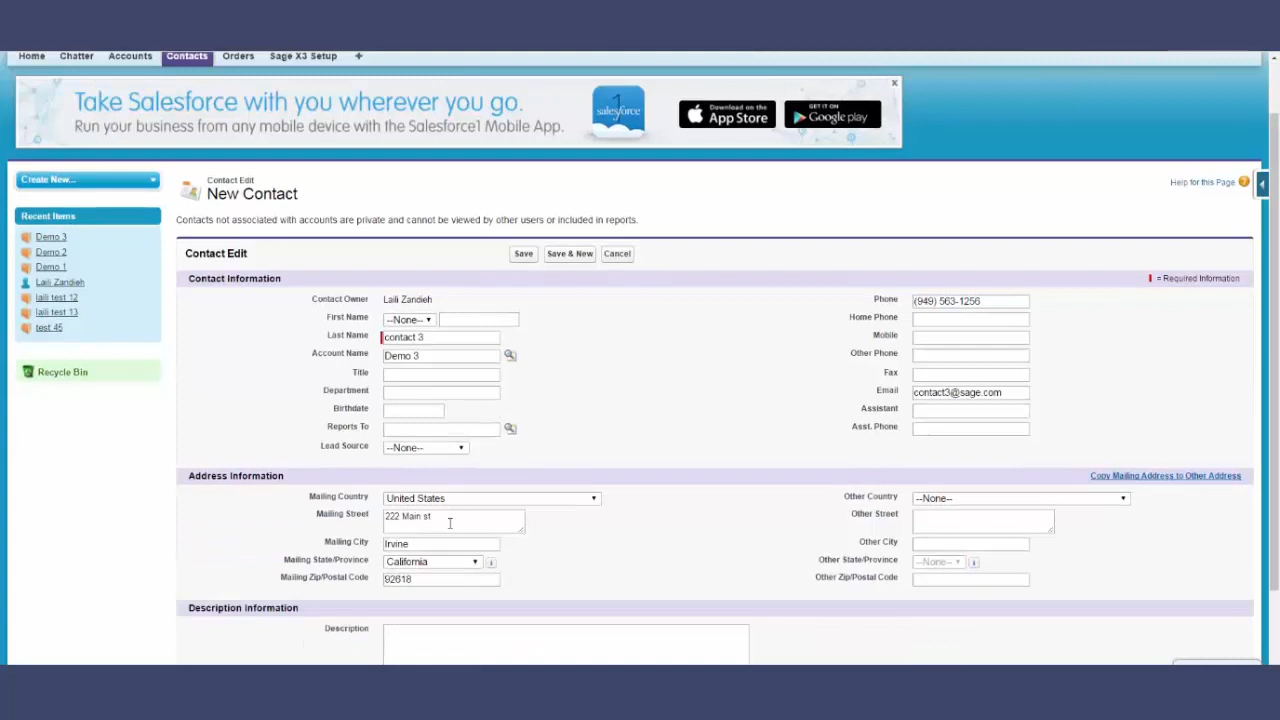 Home Chatter Accounts Contacts Orders Sage X3 Setup +
Take Salesforce with you wherever you go.
Run your business from any mobile device with the Salesforce1 Mobile App.
salesforce 1
Download on the App Store
GET IT ON Google play
x
Create New...
Recent Items
Demo 3
Demo 2
Demo 1
Laili Zandieh
laili test 12
laili test 13
test 45
Recycle Bin
Contact Edit
New Contact
Help for this Page ?
Contacts not associated with accounts are private and cannot be viewed by other users or included in reports.
Contact Edit Save Save & New Cancel
Contact Information = Required Information
Contact Owner Laili Zandieh
First Name --None--
Last Name contact 3
Account Name Demo 3
Title
Department
Birthdate
Reports To
Lead Source --None--
Phone (949) 563-1256
Home Phone
Mobile
Other Phone
Fax
Email contact3@sage.com
Assistant
Asst. Phone
Address Information Copy Mailing Address to Other Address
Mailing Country United States
Mailing Street 222 Main st
Mailing City Irvine
Mailing State/Province California i
Mailing Zip/Postal Code 92618
Other Country --None--
Other Street
Other City
Other State/Province --None-- i
Other Zip/Postal Code
Description Information
Description